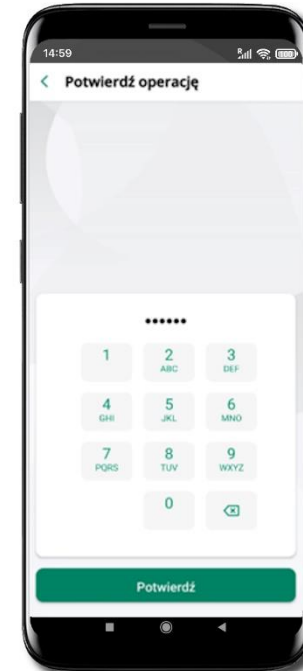 14:59
R
Potwierdź operację
••••••
1 2 3
ABC DEF
4 5 6
GHI JKL MNO
7 8 9
PQRS TUV WXYZ
0
Potwierdź